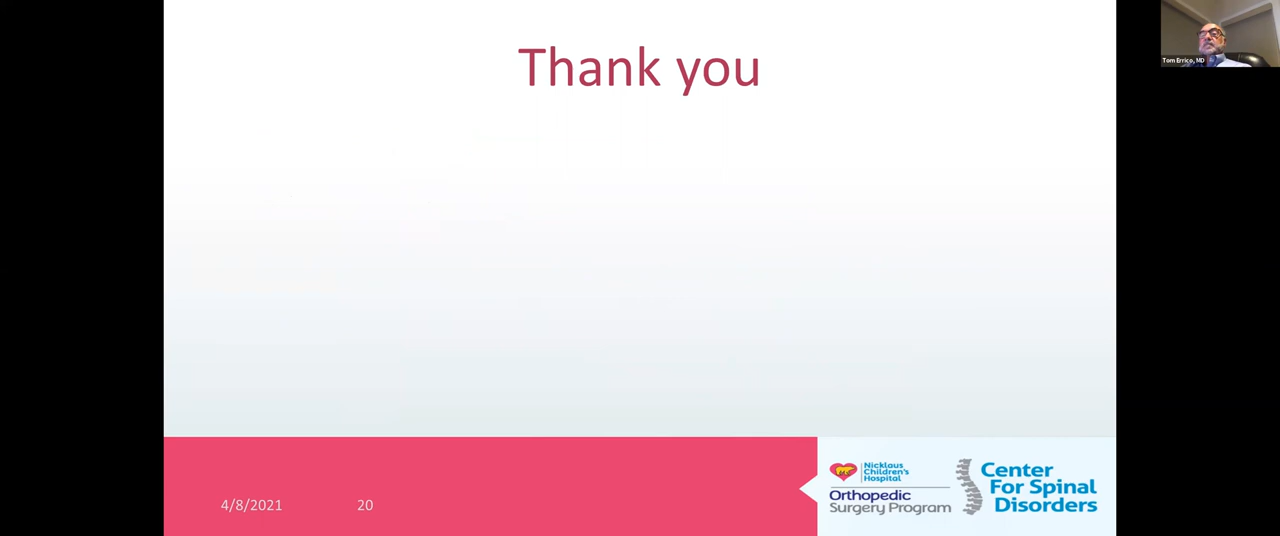 Thank you
Tom Errico, MD
Nicklaus
Children's
Hospital
Orthopedic
Surgery Program
Center
For Spinal
Disorders
4/8/2021
20